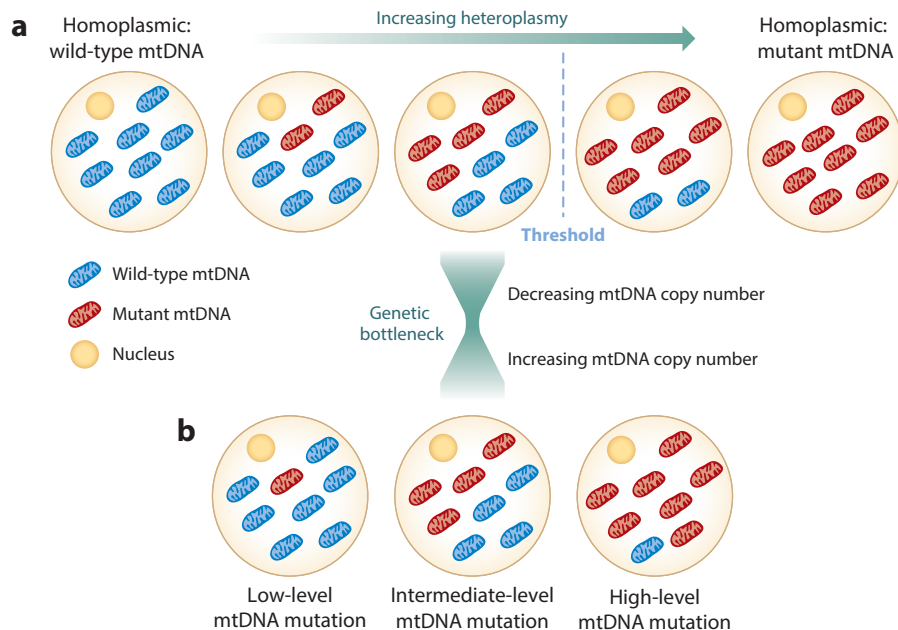 a
Homoplasmic:
wild-type mtDNA
Increasing heteroplasmy
Homoplasmic:
mutant mtDNA
Threshold
Wild-type mtDNA
Mutant mtDNA
Nucleus
Genetic
bottleneck
Decreasing mtDNA copy number
Increasing mtDNA copy number
b
Low-level
mtDNA mutation
Intermediate-level
mtDNA mutation
High-level
mtDNA mutation